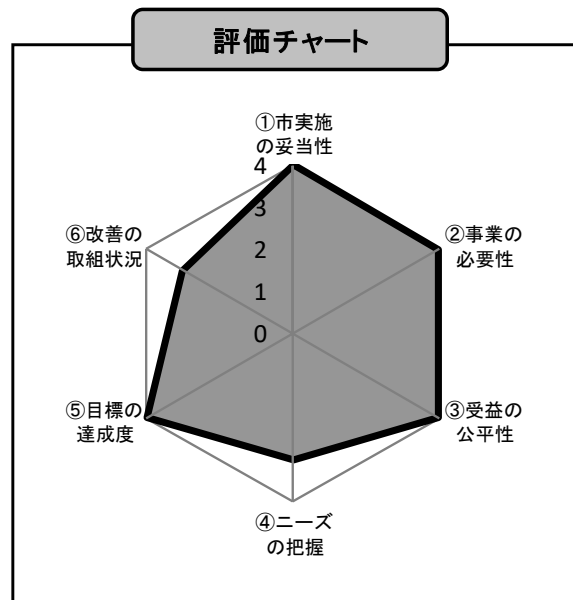 評価チャート
①市実施
の妥当性
4
3
2
1
0
②事業の
必要性
③受益の
公平性
④ニーズ
の把握
⑤目標の
達成度
⑥改善の
取組状況